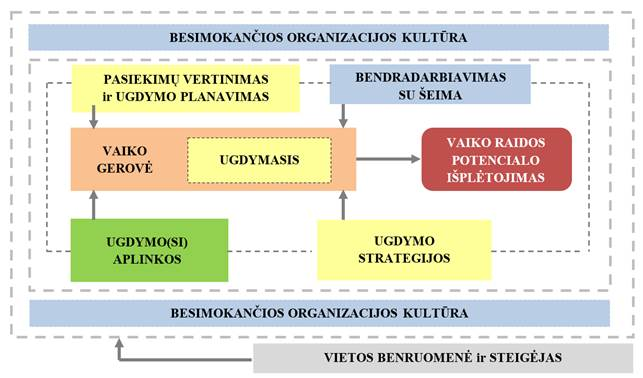 BESIMOKANČIOS ORGANIZACIJOS KULTŪRA
PASIEKIMŲ VERTINIMAS
ir UGDYMO PLANAVIMAS
BENDRADARBIAVIMAS
SU ŠEIMA
VAIKO
GEROVĖ
UGDYMASIS
VAIKO RAIDOS
POTENCIALO
IŠPLĖTOJIMAS
UGDYMO(SI)
APLINKOS
UGDYMO
STRATEGIJOS
BESIMOKANČIOS ORGANIZACIJOS KULTŪRA
VIETOS BENRUOMENĖ ir STEIGĖJAS